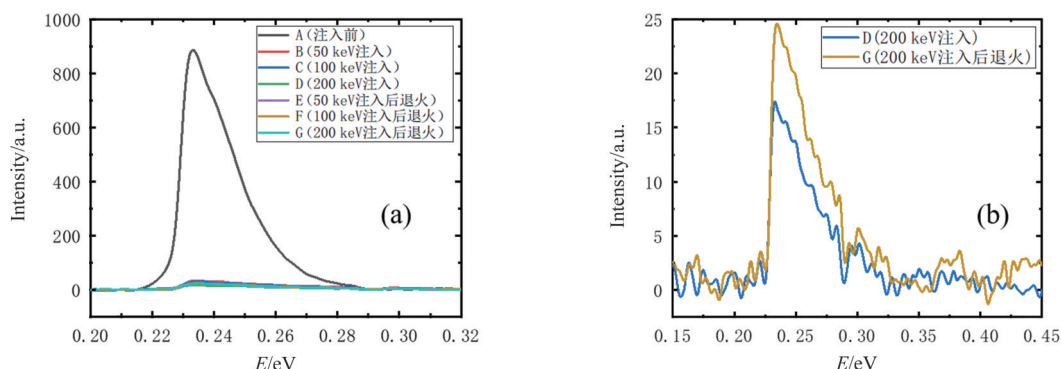 1000
800
600
400
200
0
Intensity/a.u.
A(注入前)
B(50 keV注入)
C(100 keV注入)
D(200 keV注入)
E(50 keV注入后退火)
F(100 keV注入后退火)
G(200 keV注入后退火)
(a)
0.20 0.22 0.24 0.26 0.28 0.30 0.32
E/eV
25
20
15
10
5
0
Intensity/a.u.
D(200 keV注入)
G(200 keV注入后退火)
(b)
0.15 0.20 0.25 0.30 0.35 0.40 0.45
E/eV